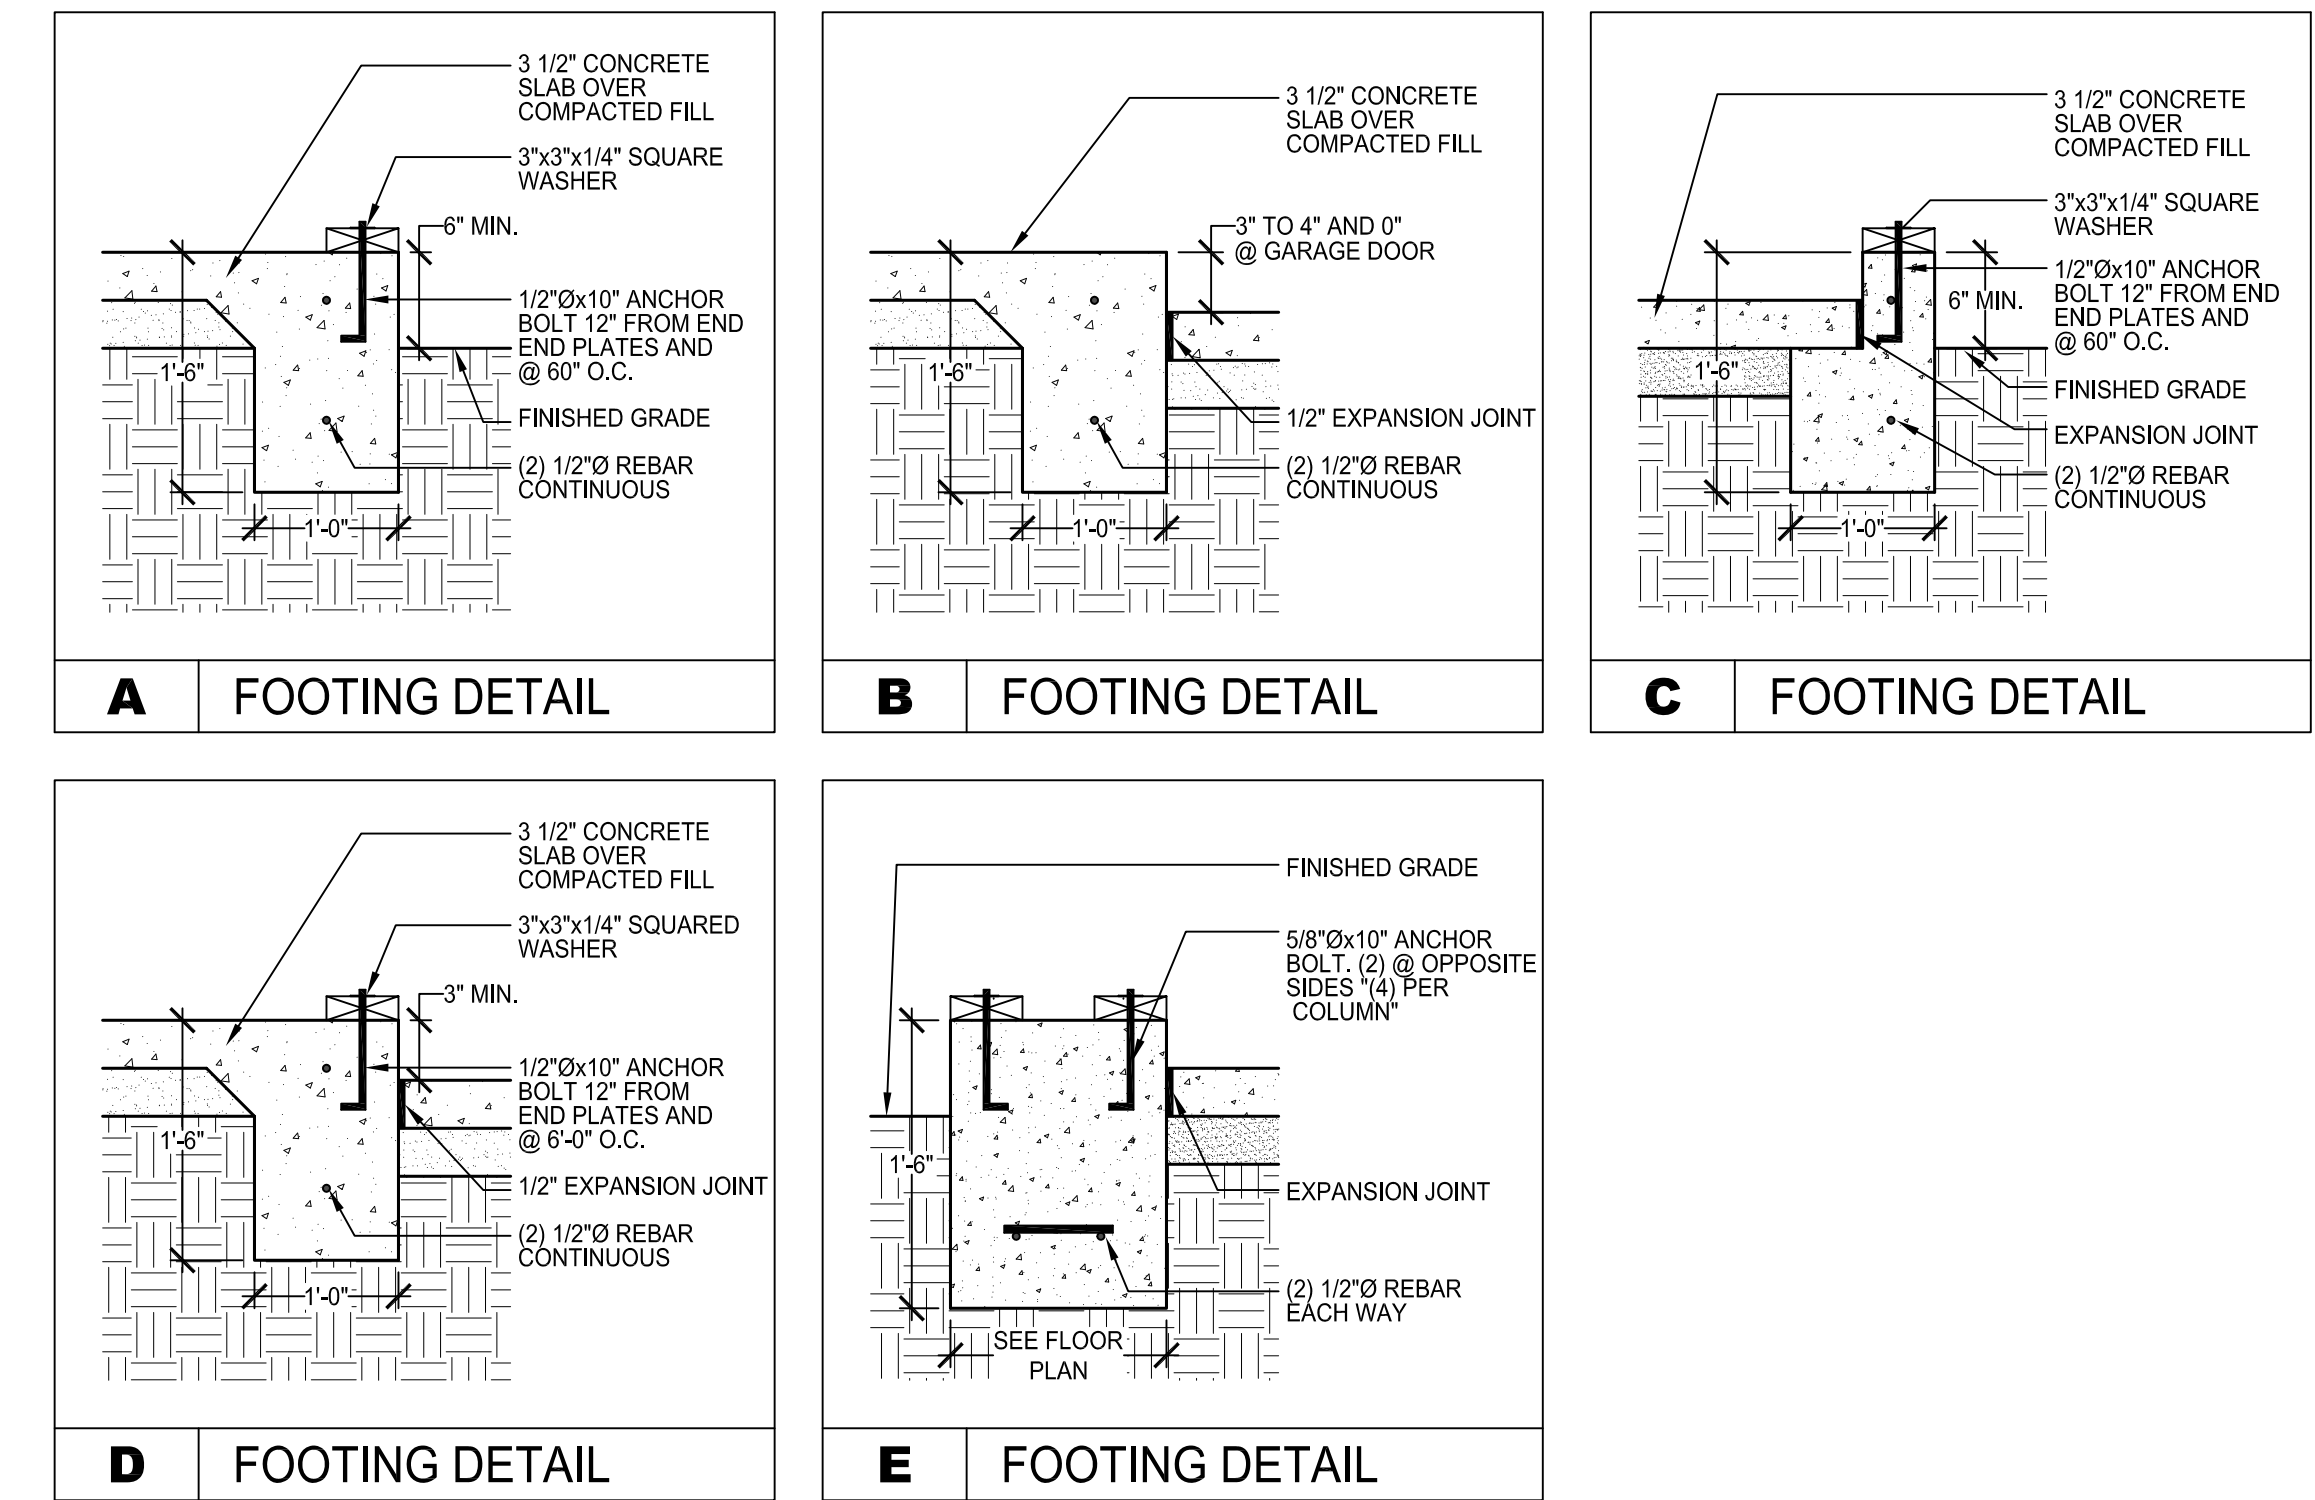 3 1/2" CONCRETE
SLAB OVER
COMPACTED FILL
3"x3"x1/4" SQUARE
WASHER
6" MIN.
1/2"Øx10" ANCHOR
BOLT 12" FROM END
END PLATES AND
@ 60" O.C.
1'-6"
FINISHED GRADE
(2) 1/2"Ø REBAR
CONTINUOUS
1'-0"
A FOOTING DETAIL
3 1/2" CONCRETE
SLAB OVER
COMPACTED FILL
3" TO 4" AND 0"
@ GARAGE DOOR
1'-6"
1/2" EXPANSION JOINT
(2) 1/2"Ø REBAR
CONTINUOUS
1'-0"
B FOOTING DETAIL
3 1/2" CONCRETE
SLAB OVER
COMPACTED FILL
3"x3"x1/4" SQUARE
WASHER
1/2"Øx10" ANCHOR
BOLT 12" FROM END
END PLATES AND
@ 60" O.C.
6" MIN.
1'-6"
FINISHED GRADE
EXPANSION JOINT
(2) 1/2"Ø REBAR
CONTINUOUS
1'-0"
C FOOTING DETAIL
3 1/2" CONCRETE
SLAB OVER
COMPACTED FILL
3"x3"x1/4" SQUARED
WASHER
3" MIN.
1/2"Øx10" ANCHOR
BOLT 12" FROM
END PLATES AND
@ 6'-0" O.C.
1'-6"
1/2" EXPANSION JOINT
(2) 1/2"Ø REBAR
CONTINUOUS
1'-0"
D FOOTING DETAIL
FINISHED GRADE
5/8"Øx10" ANCHOR
BOLT. (2) @ OPPOSITE
SIDES "(4) PER
COLUMN"
1'-6"
EXPANSION JOINT
(2) 1/2"Ø REBAR
EACH WAY
SEE FLOOR
PLAN
E FOOTING DETAIL